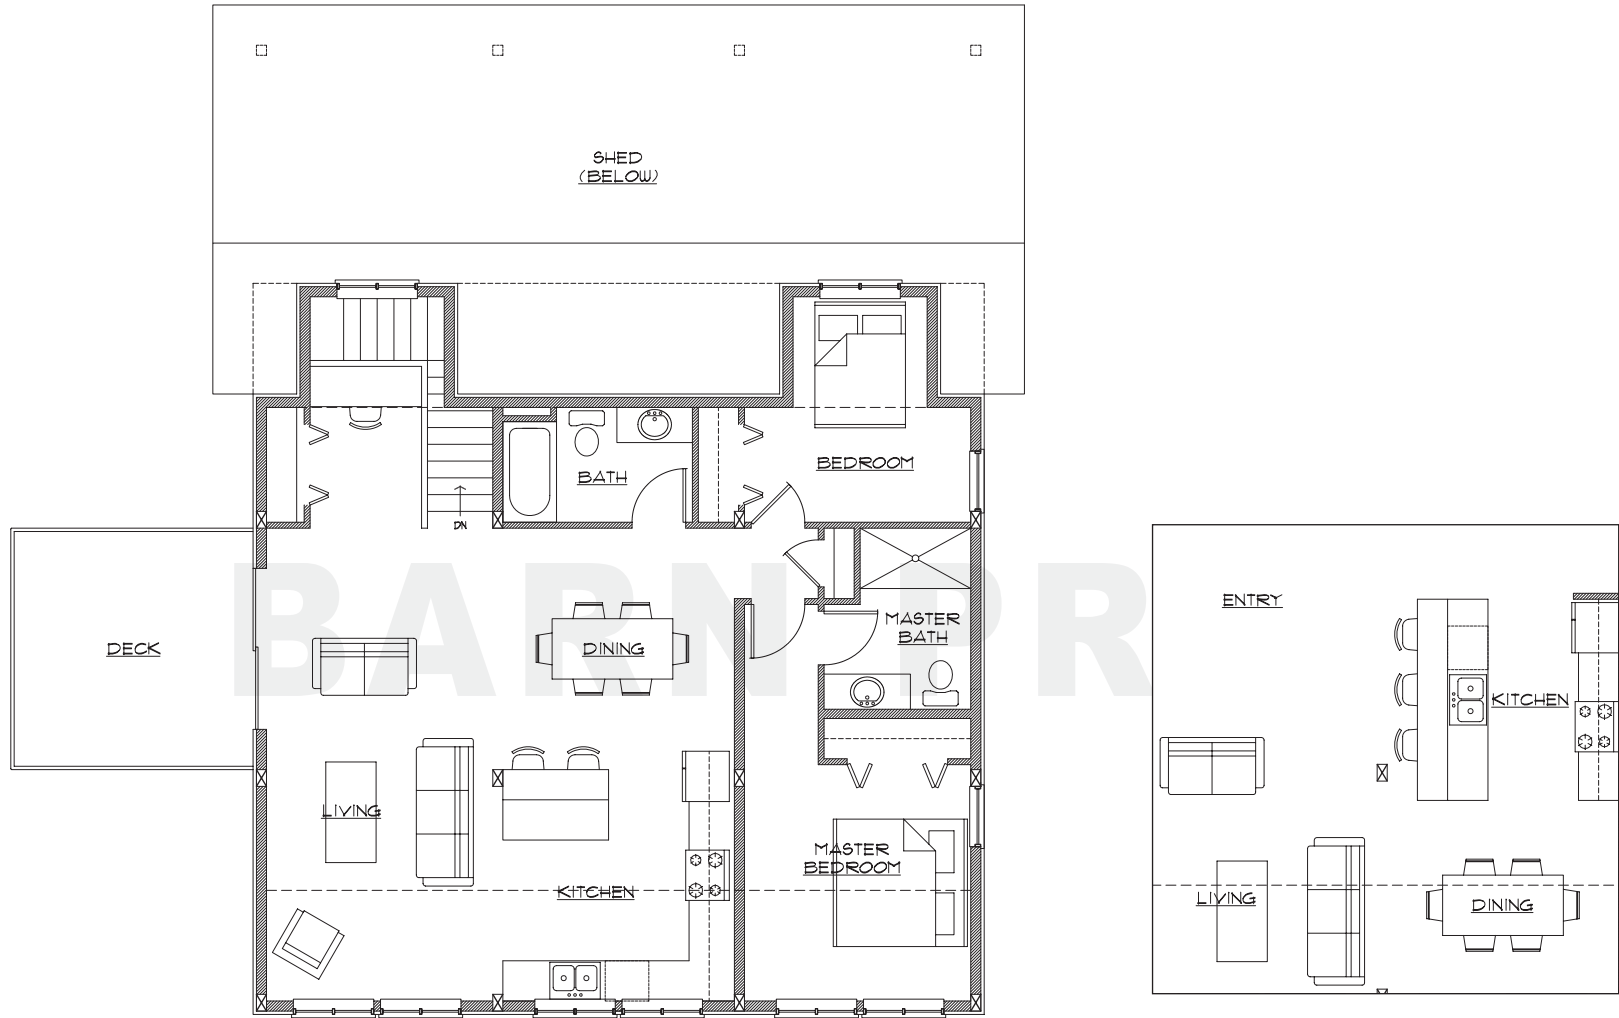 SHED
(BELOW)
BATH
BEDROOM
DN
BARN PR
DECK
DINING
MASTER
BATH
LIVING
KITCHEN
MASTER
BEDROOM
ENTRY
KITCHEN
LIVING
DINING